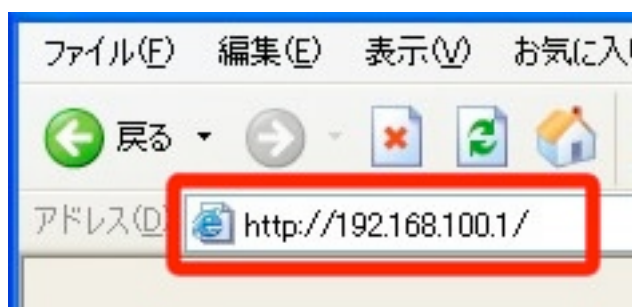 ファイル(F) 編集(E) 表示(V) お気に入
戻る
アドレス(D) http://192.168.100.1/